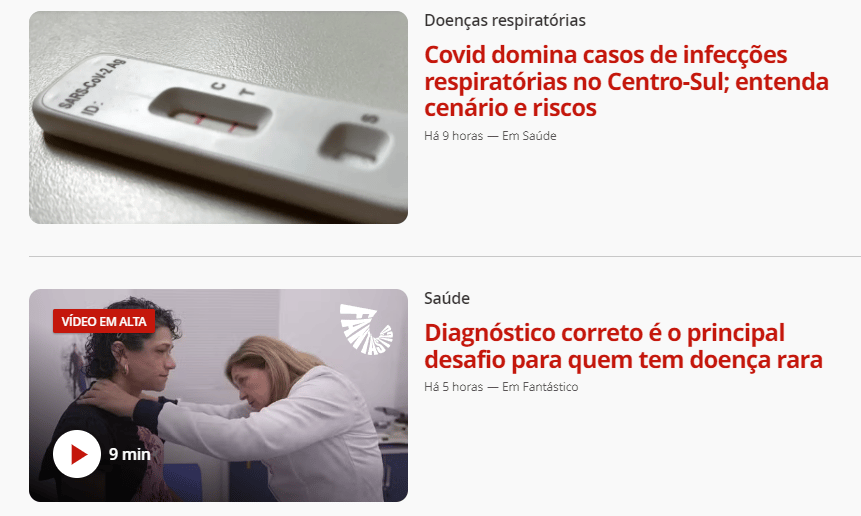 SARS-CoV-2 Ag
ID:
C
T
S
Doenças respiratórias
Covid domina casos de infecções
respiratórias no Centro-Sul; entenda
cenário e riscos
Há 9 horas — Em Saúde
VÍDEO EM ALTA
FANTÁSTICO
9 min
Saúde
Diagnóstico correto é o principal
desafio para quem tem doença rara
Há 5 horas — Em Fantástico